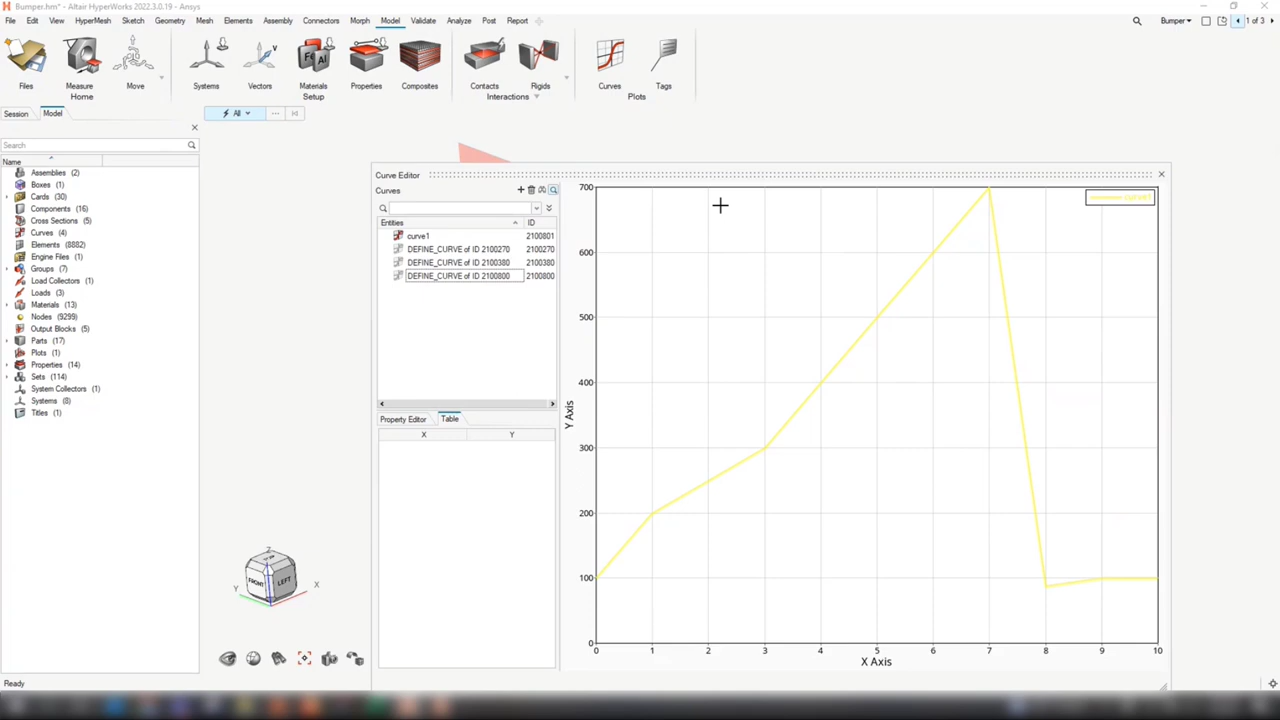 Bumper.hm* - Altair HyperWorks 2022.3.0.19 - Ansys
File Edit View HyperMesh Sketch Geometry Mesh Elements Assembly Connectors Morph Model Validate Analyze Post Report
Bumper 1 of 3
Files Measure Move Systems Vectors Materials Properties Composites Contacts Rigids Curves Tags
Home Setup Interactions Plots
Session Model
All
Search
Name
Assemblies (2)
Boxes (1)
Cards (30)
Components (16)
Cross Sections (5)
Curves (4)
Elements (8882)
Engine Files (1)
Groups (7)
Load Collectors (1)
Loads (3)
Materials (13)
Nodes (9299)
Output Blocks (5)
Parts (17)
Plots (1)
Properties (14)
Sets (114)
System Collectors (1)
Systems (8)
Titles (1)
Z
FRONT LEFT
Y X
Curve Editor
Curves
Entities ID
curve1 2100801
DEFINE_CURVE of ID 2100270 2100270
DEFINE_CURVE of ID 2100380 2100380
DEFINE_CURVE of ID 2100800 2100800
Property Editor Table
X Y
curve1
700
600
500
400
300
200
100
0
Y Axis
0 1 2 3 4 5 6 7 8 9 10
X Axis
Ready